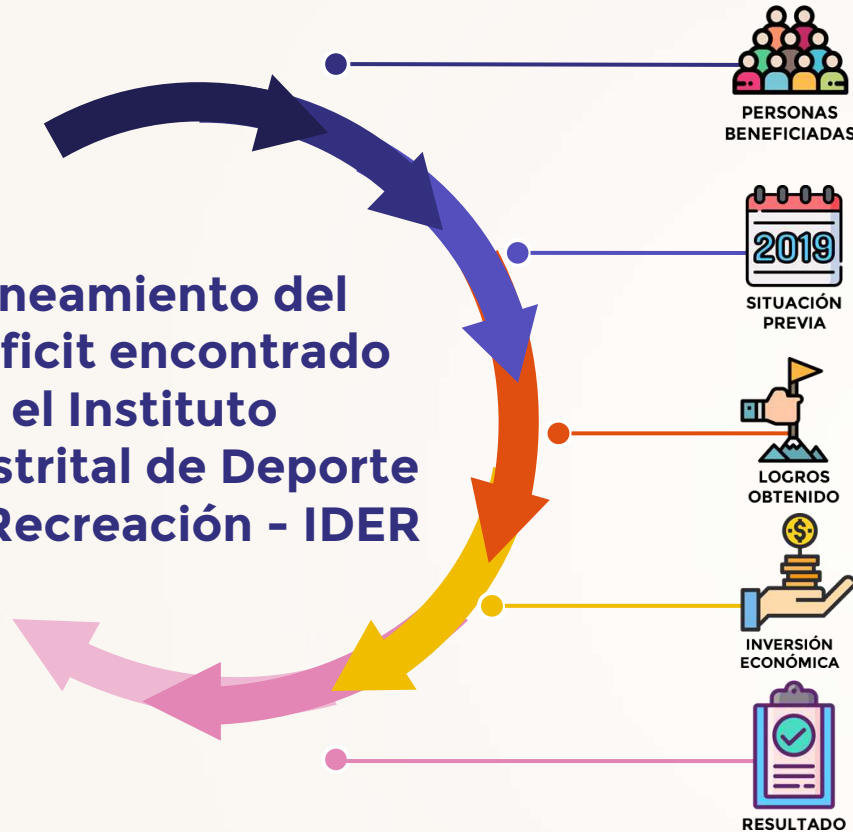 neamiento del
ficit encontrado
el Instituto
strital de Deporte
Recreación - IDER
PERSONAS
BENEFICIADAS
2019
SITUACIÓN
PREVIA
LOGROS
OBTENIDO
$
INVERSIÓN
ECONÓMICA
RESULTADO